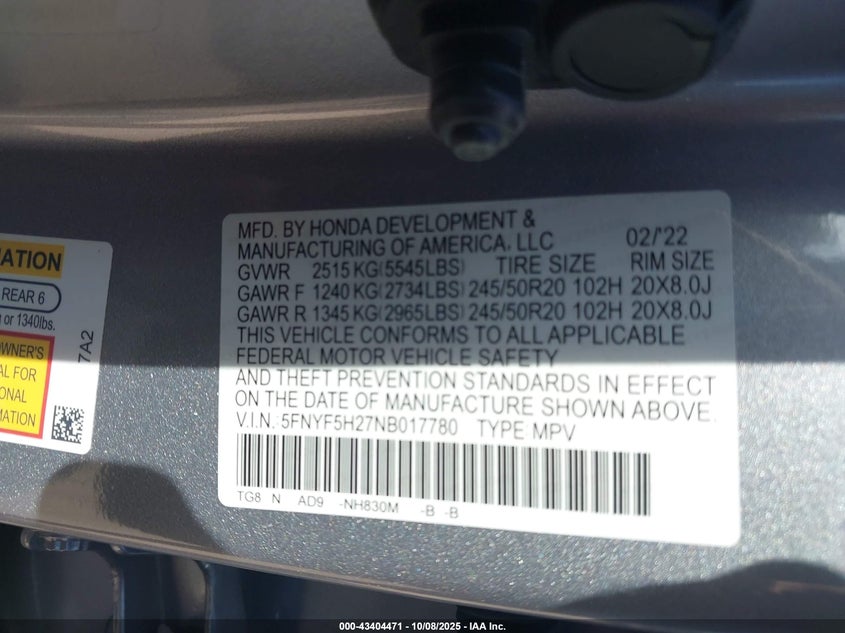 MATION
REAR 6
or 1340lbs.
OWNER'S
AL FOR
ONAL
MATION
7A2
MFD. BY HONDA DEVELOPMENT &
MANUFACTURING OF AMERICA, LLC 02/'22
GVWR 2515 KG(5545LBS) TIRE SIZE RIM SIZE
GAWR F 1240 KG(2734LBS) 245/50R20 102H 20X8.0J
GAWR R 1345 KG(2965LBS) 245/50R20 102H 20X8.0J
THIS VEHICLE CONFORMS TO ALL APPLICABLE
FEDERAL MOTOR VEHICLE SAFETY
AND THEFT PREVENTION STANDARDS IN EFFECT
ON THE DATE OF MANUFACTURE SHOWN ABOVE.
V.I.N.: 5FNYF5H27NB017780 TYPE MPV
TG8 N AD9 -NH830M -B -B
000-43404471 - 10/08/2025 - IAA Inc.